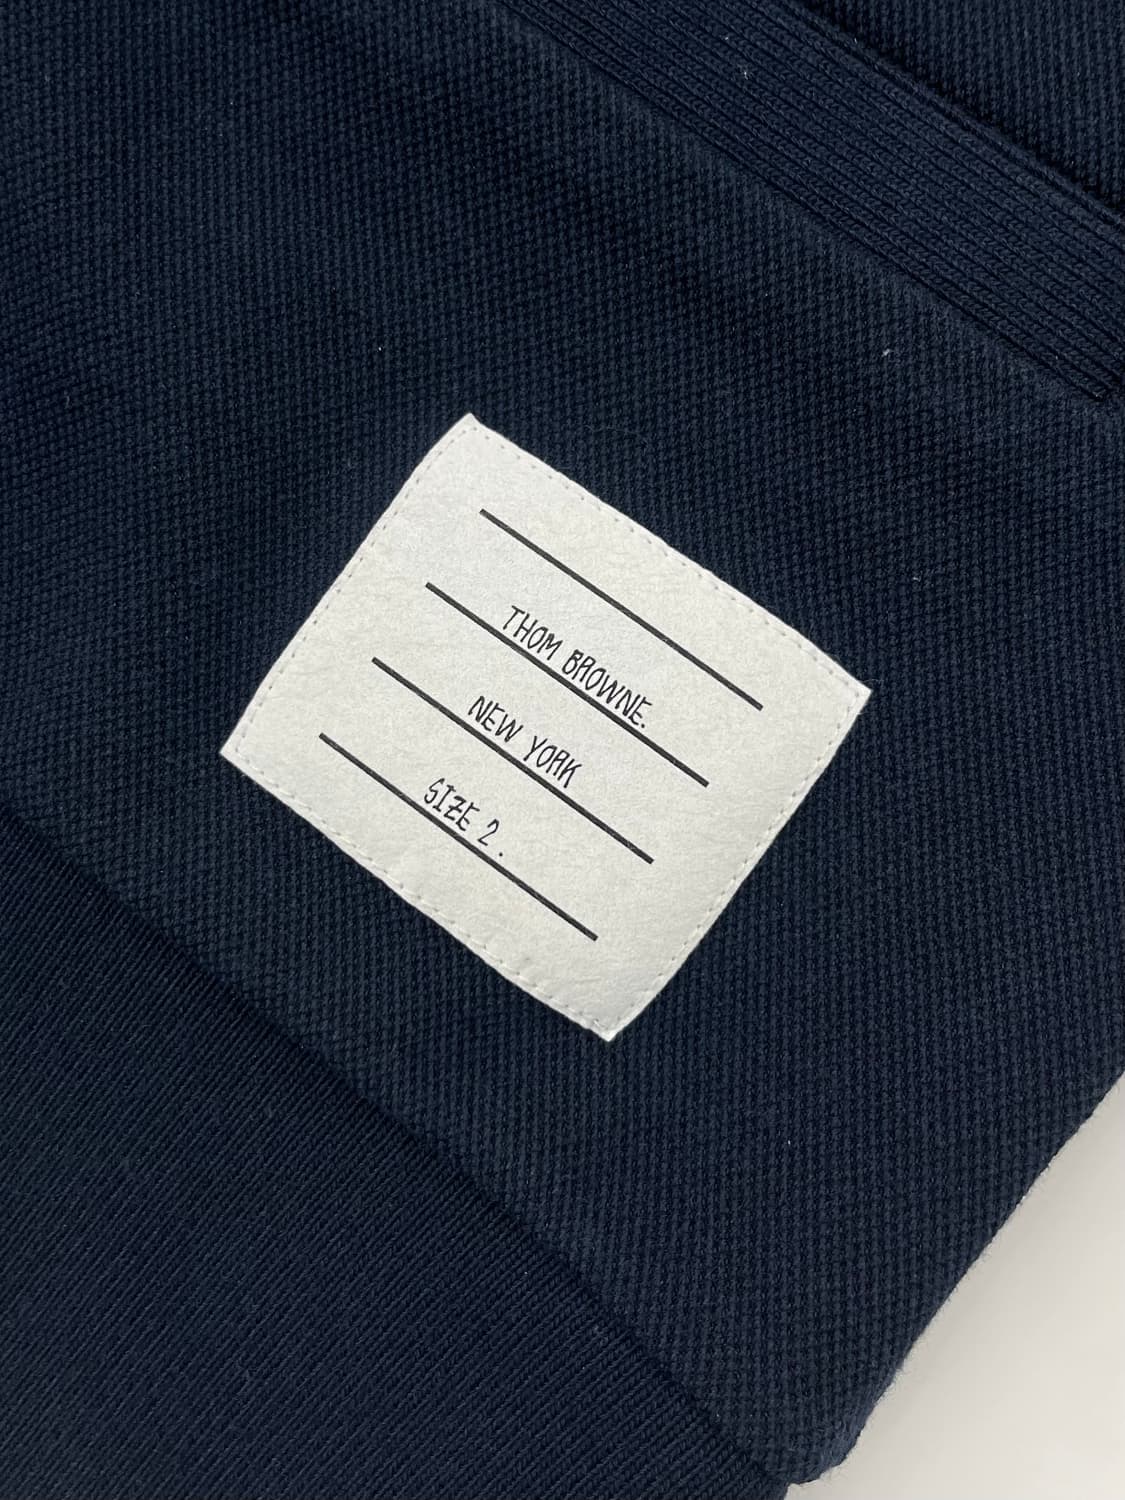 THOM BROWNE.
NEW YORK
SIZE 2.